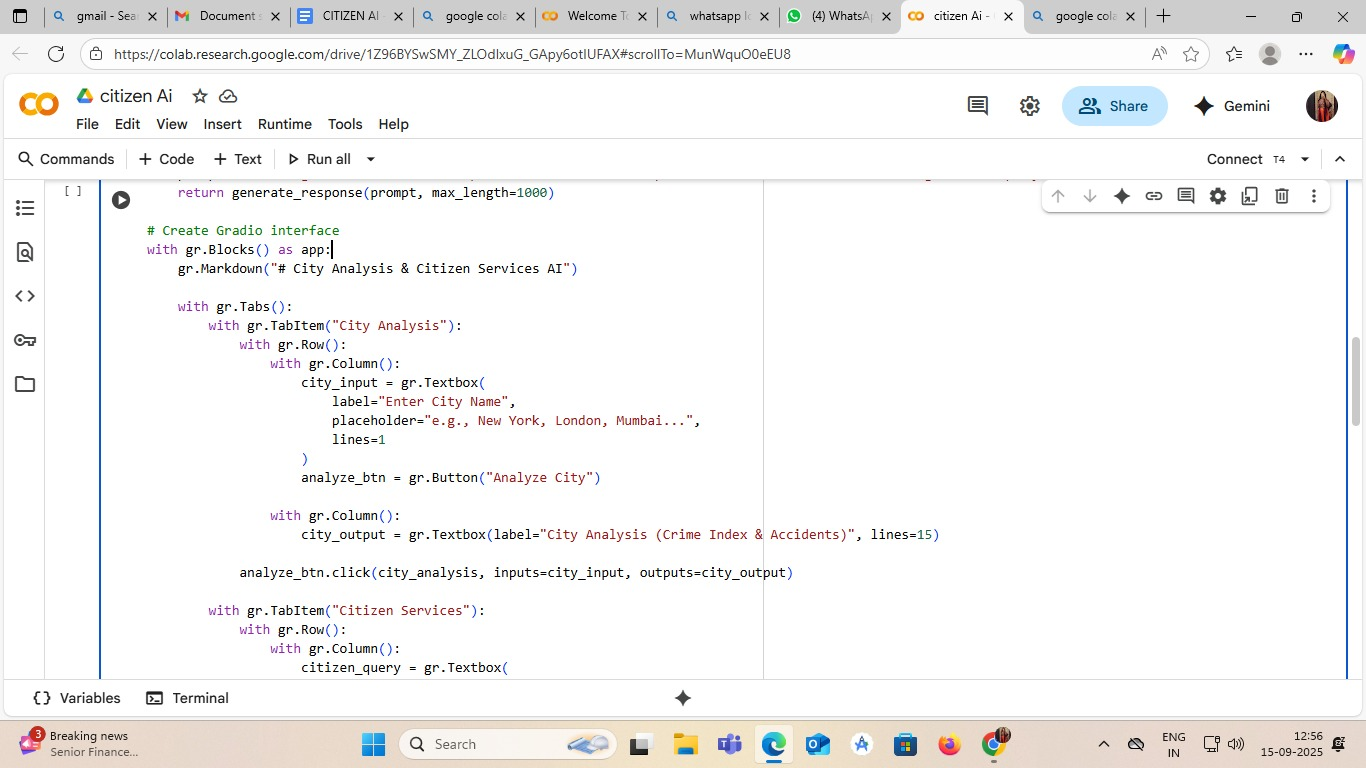 gmail - Sea
Document s
CITIZEN AI -
google cola
Welcome To
whatsapp lo
(4) WhatsAp
citizen Ai -
google cola
https://colab.research.google.com/drive/1Z96BYSwSMY_ZLOdIxuG_GApy6otIUFAX#scrollTo=MunWquO0eEU8
citizen Ai
File Edit View Insert Runtime Tools Help
Share
Gemini
Commands + Code + Text Run all
Connect T4
[ ]
return generate_response(prompt, max_length=1000)
# Create Gradio interface
with gr.Blocks() as app:
gr.Markdown("# City Analysis & Citizen Services AI")
with gr.Tabs():
with gr.TabItem("City Analysis"):
with gr.Row():
with gr.Column():
city_input = gr.Textbox(
label="Enter City Name",
placeholder="e.g., New York, London, Mumbai...",
lines=1
)
analyze_btn = gr.Button("Analyze City")
with gr.Column():
city_output = gr.Textbox(label="City Analysis (Crime Index & Accidents)", lines=15)
analyze_btn.click(city_analysis, inputs=city_input, outputs=city_output)
with gr.TabItem("Citizen Services"):
with gr.Row():
with gr.Column():
citizen_query = gr.Textbox(
Variables
Terminal
3
Breaking news
Senior Finance...
Search
ENG
IN
12:56
15-09-2025